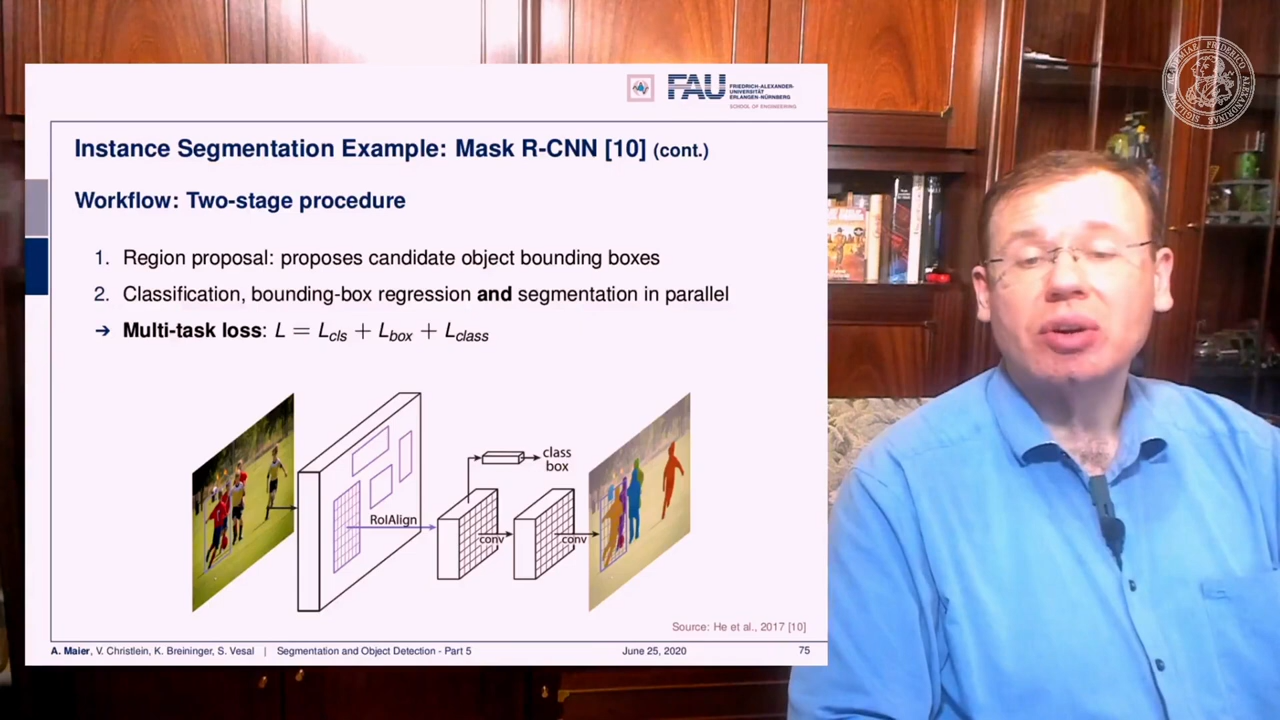 FAU
FRIEDRICH-ALEXANDER-
UNIVERSITÄT
ERLANGEN-NÜRNBERG
SCHOOL OF ENGINEERING
Instance Segmentation Example: Mask R-CNN [10] (cont.)
Workflow: Two-stage procedure
1. Region proposal: proposes candidate object bounding boxes
2. Classification, bounding-box regression and segmentation in parallel
➔ Multi-task loss: L = Lcls + Lbox + Lclass
class
box
RoIAlign
conv
conv
Source: He et al., 2017 [10]
A. Maier, V. Christlein, K. Breininger, S. Vesal | Segmentation and Object Detection - Part 5 June 25, 2020 75